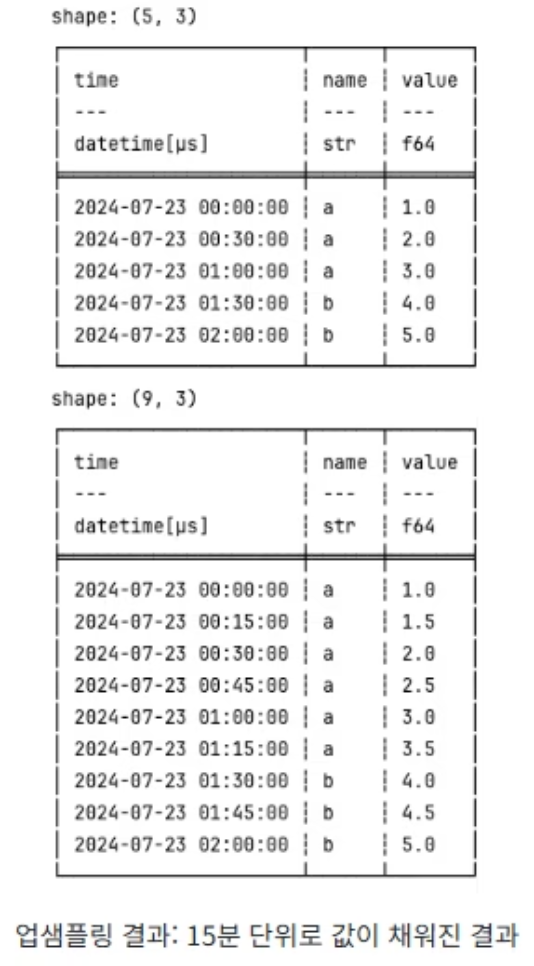 shape: (5, 3)
time name value
--- --- ---
datetime[μs] str f64
2024-07-23 00:00:00 a 1.0
2024-07-23 00:30:00 a 2.0
2024-07-23 01:00:00 a 3.0
2024-07-23 01:30:00 b 4.0
2024-07-23 02:00:00 b 5.0
shape: (9, 3)
time name value
--- --- ---
datetime[μs] str f64
2024-07-23 00:00:00 a 1.0
2024-07-23 00:15:00 a 1.5
2024-07-23 00:30:00 a 2.0
2024-07-23 00:45:00 a 2.5
2024-07-23 01:00:00 a 3.0
2024-07-23 01:15:00 a 3.5
2024-07-23 01:30:00 b 4.0
2024-07-23 01:45:00 b 4.5
2024-07-23 02:00:00 b 5.0
업샘플링 결과: 15분 단위로 값이 채워진 결과